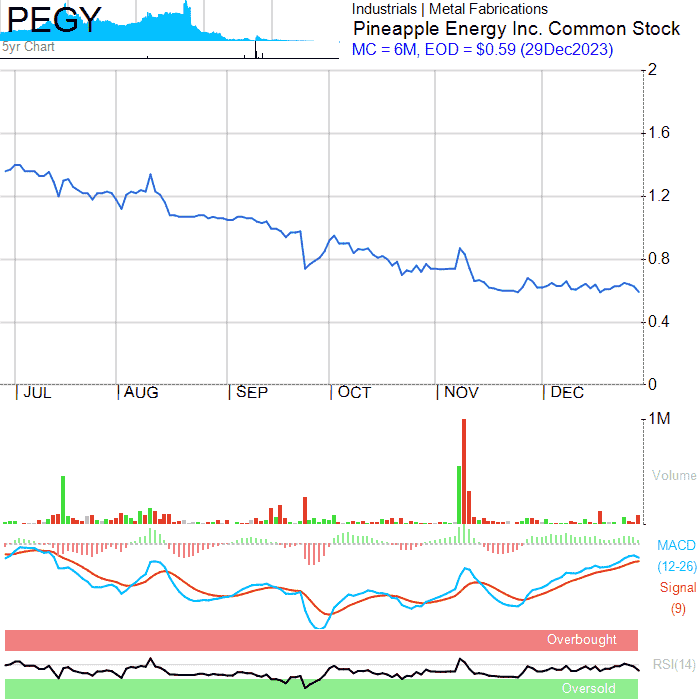 PEGY
5yr Chart
Industrials | Metal Fabrications
Pineapple Energy Inc. Common Stock
MC = 6M, EOD = $0.59 (29Dec2023)
2
1.6
1.2
0.8
0.4
0
JUL AUG SEP OCT NOV DEC
1M
Volume
MACD
(12-26)
Signal
(9)
Overbought
RSI(14)
Oversold